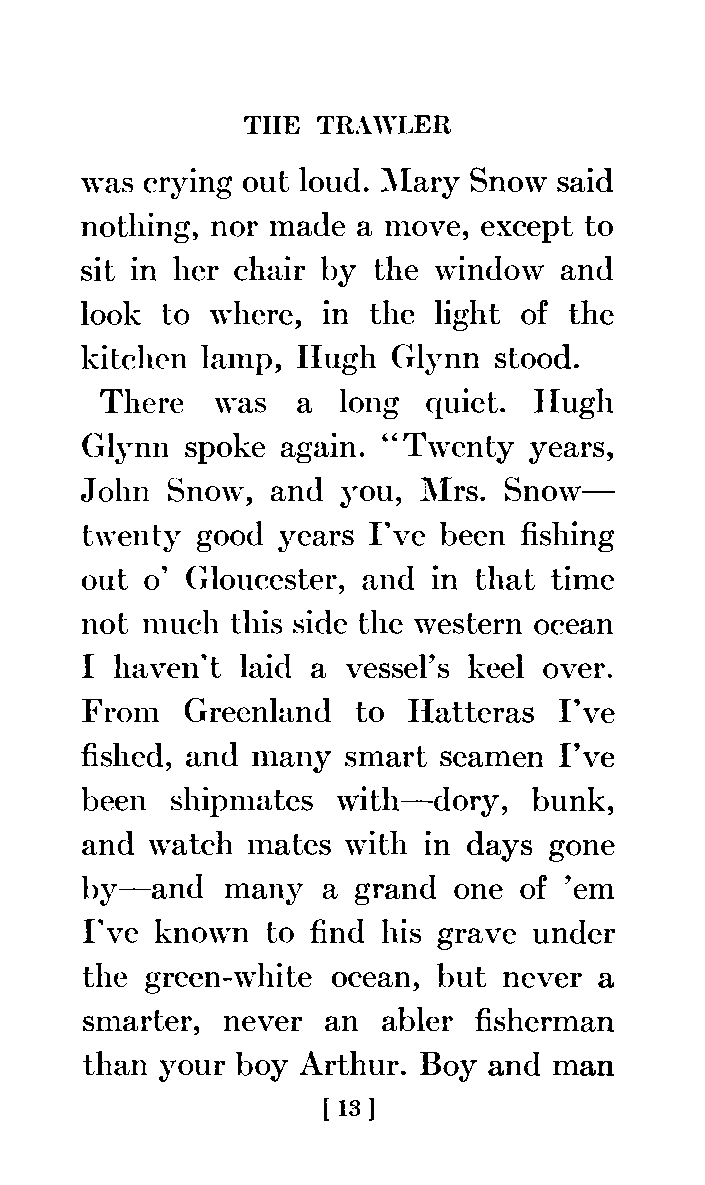 THE TRAWLER
was crying out loud. Mary Snow said
nothing, nor made a move, except to
sit in her chair by the window and
look to where, in the light of the
kitchen lamp, Hugh Glynn stood.
There was a long quiet. Hugh
Glynn spoke again. “Twenty years,
John Snow, and you, Mrs. Snow—
twenty good years I’ve been fishing
out o’ Gloucester, and in that time
not much this side the western ocean
I haven’t laid a vessel’s keel over.
From Greenland to Hatteras I’ve
fished, and many smart seamen I’ve
been shipmates with—dory, bunk,
and watch mates with in days gone
by—and many a grand one of ’em
I’ve known to find his grave under
the green-white ocean, but never a
smarter, never an abler fisherman
than your boy Arthur. Boy and man
[ 13 ]